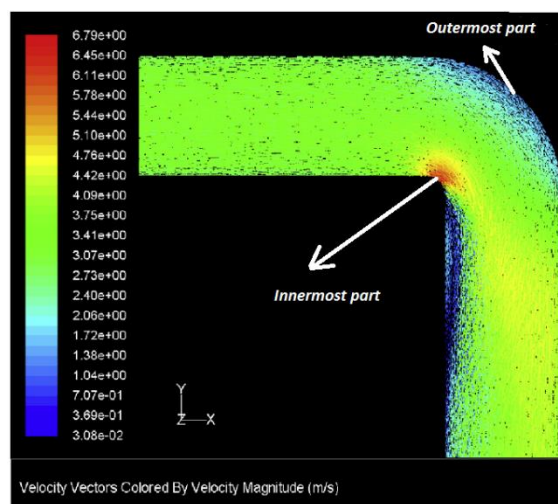 Outermost part
6.79e+00
6.45e+00
6.11e+00
5.78e+00
5.44e+00
5.10e+00
4.76e+00
4.42e+00
4.09e+00
3.75e+00
3.41e+00
3.07e+00
2.73e+00
2.40e+00
2.06e+00
1.72e+00
1.38e+00
1.04e+00
7.07e-01
3.69e-01
3.08e-02
Innermost part
Y
Z X
Velocity Vectors Colored By Velocity Magnitude (m/s)